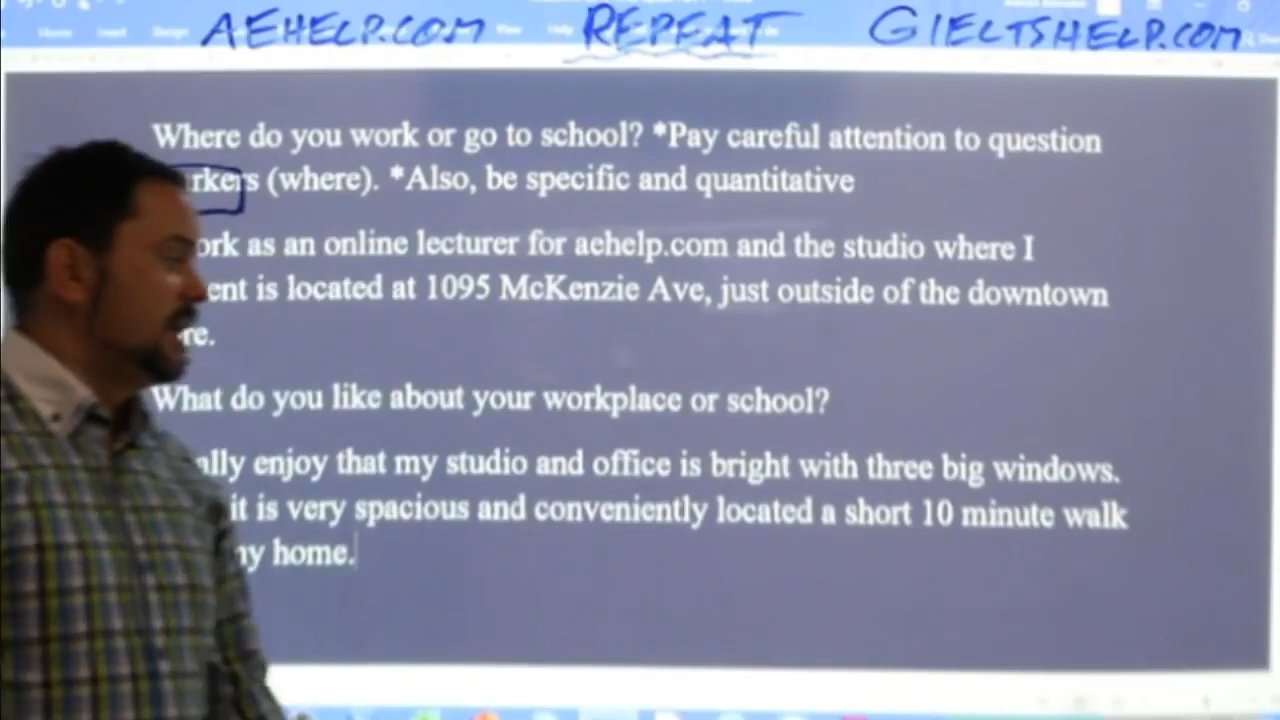 AEHELP.COM REPEAT GIELTSHELP.COM
Where do you work or go to school? *Pay careful attention to question
rkers (where). *Also, be specific and quantitative
ork as an online lecturer for aehelp.com and the studio where I
ent is located at 1095 McKenzie Ave, just outside of the downtown
re.
What do you like about your workplace or school?
ally enjoy that my studio and office is bright with three big windows.
it is very spacious and conveniently located a short 10 minute walk
ny home.